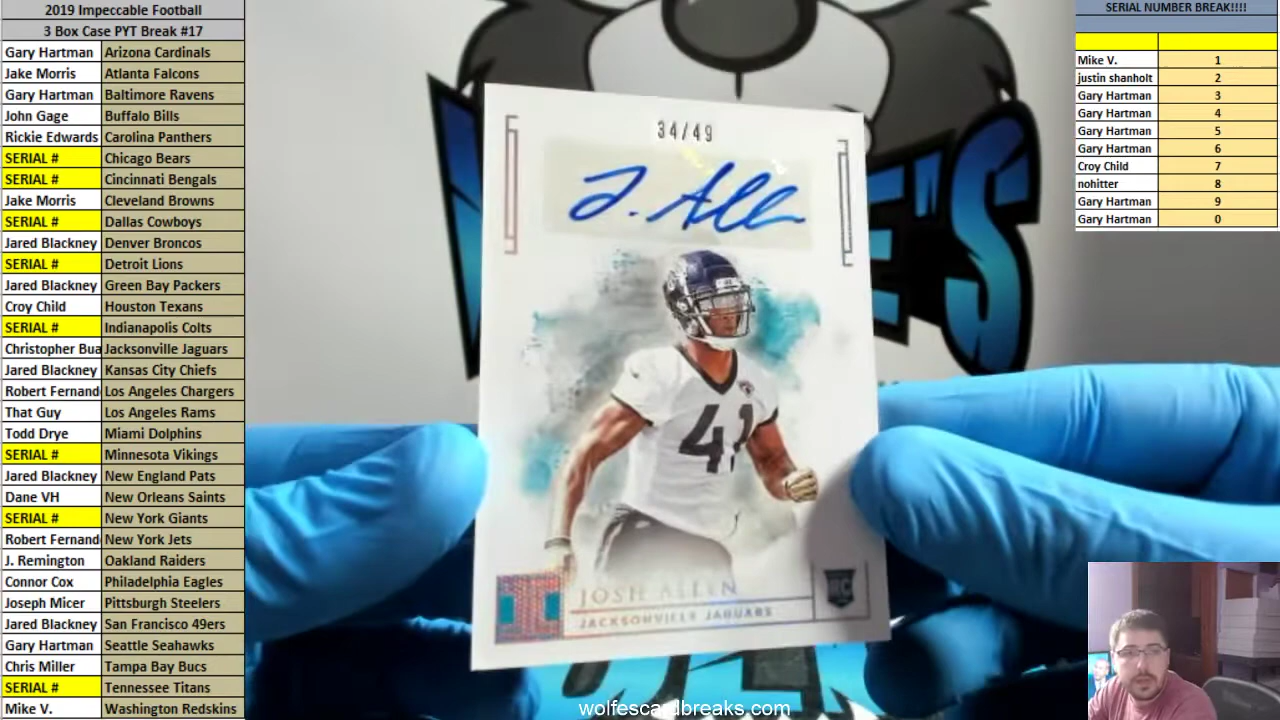 2019 Impeccable Football
3 Box Case PYT Break #17
Gary Hartman Arizona Cardinals
Jake Morris Atlanta Falcons
Gary Hartman Baltimore Ravens
John Gage Buffalo Bills
Rickie Edwards Carolina Panthers
SERIAL # Chicago Bears
SERIAL # Cincinnati Bengals
Jake Morris Cleveland Browns
SERIAL # Dallas Cowboys
Jared Blackney Denver Broncos
SERIAL # Detroit Lions
Jared Blackney Green Bay Packers
Croy Child Houston Texans
SERIAL # Indianapolis Colts
Christopher Bua Jacksonville Jaguars
Jared Blackney Kansas City Chiefs
Robert Fernand Los Angeles Chargers
That Guy Los Angeles Rams
Todd Drye Miami Dolphins
SERIAL # Minnesota Vikings
Jared Blackney New England Pats
Dane VH New Orleans Saints
SERIAL # New York Giants
Robert Fernand New York Jets
J. Remington Oakland Raiders
Connor Cox Philadelphia Eagles
Joseph Micer Pittsburgh Steelers
Jared Blackney San Francisco 49ers
Gary Hartman Seattle Seahawks
Chris Miller Tampa Bay Bucs
SERIAL # Tennessee Titans
Mike V. Washington Redskins
34/49
J. Allen
41
JOSH ALLEN
JACKSONVILLE JAGUARS
RC
E'S
wolfescardbreaks.com
SERIAL NUMBER BREAK!!!!
Mike V. 1
justin shanholt 2
Gary Hartman 3
Gary Hartman 4
Gary Hartman 5
Gary Hartman 6
Croy Child 7
nohitter 8
Gary Hartman 9
Gary Hartman 0